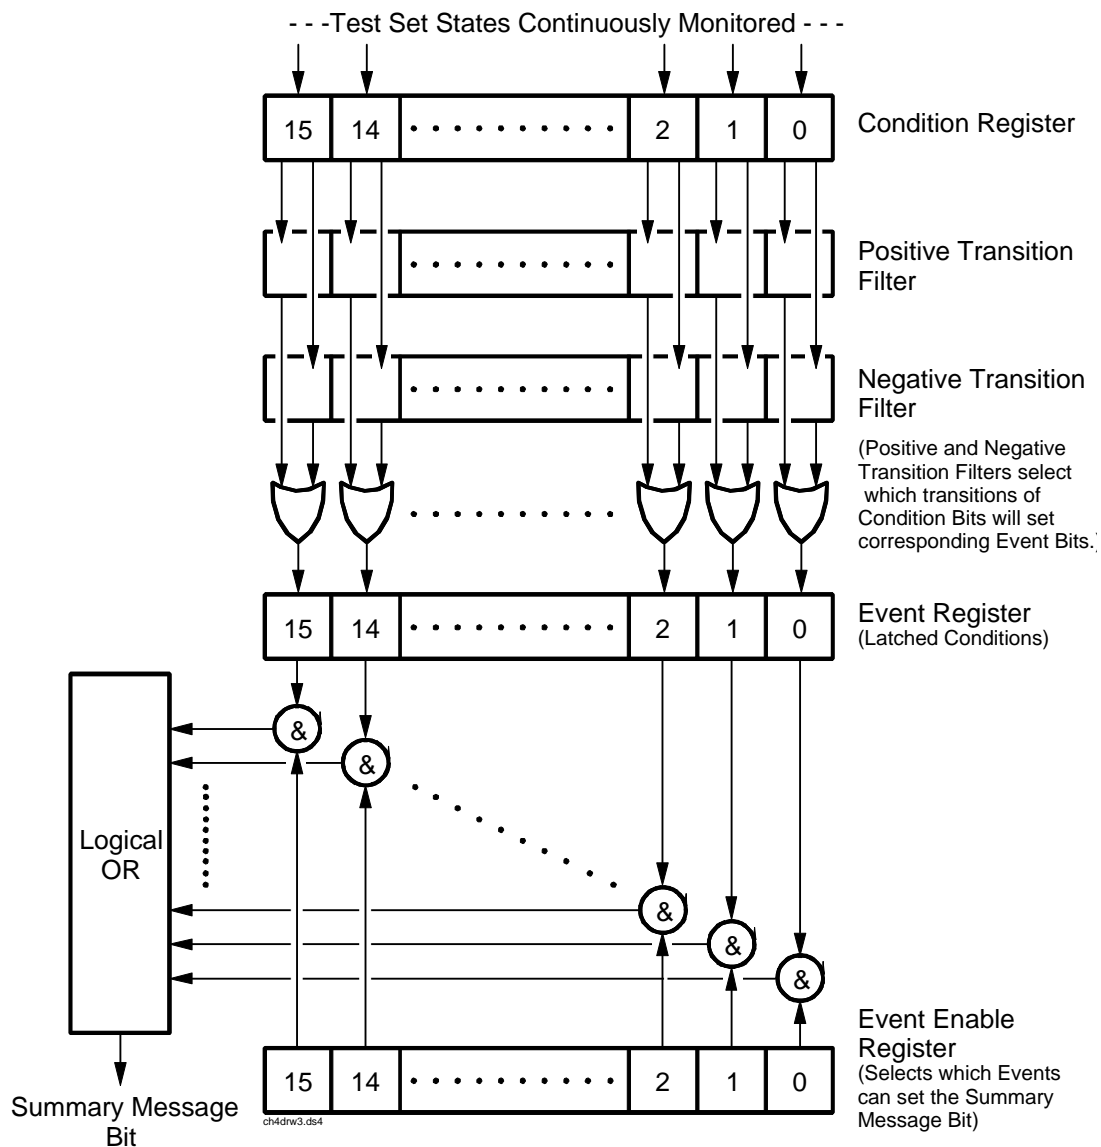 - - -Test Set States Continuously Monitored - - -
15 14 2 1 0
Condition Register
Positive Transition
Filter
Negative Transition
Filter
(Positive and Negative
Transition Filters select
which transitions of
Condition Bits will set
corresponding Event Bits.)
15 14 2 1 0
Event Register
(Latched Conditions)
&
&
Logical
OR
&
&
&
Event Enable
Register
(Selects which Events
can set the Summary
Message Bit)
15 14 2 1 0
ch4drw3.ds4
Summary Message
Bit